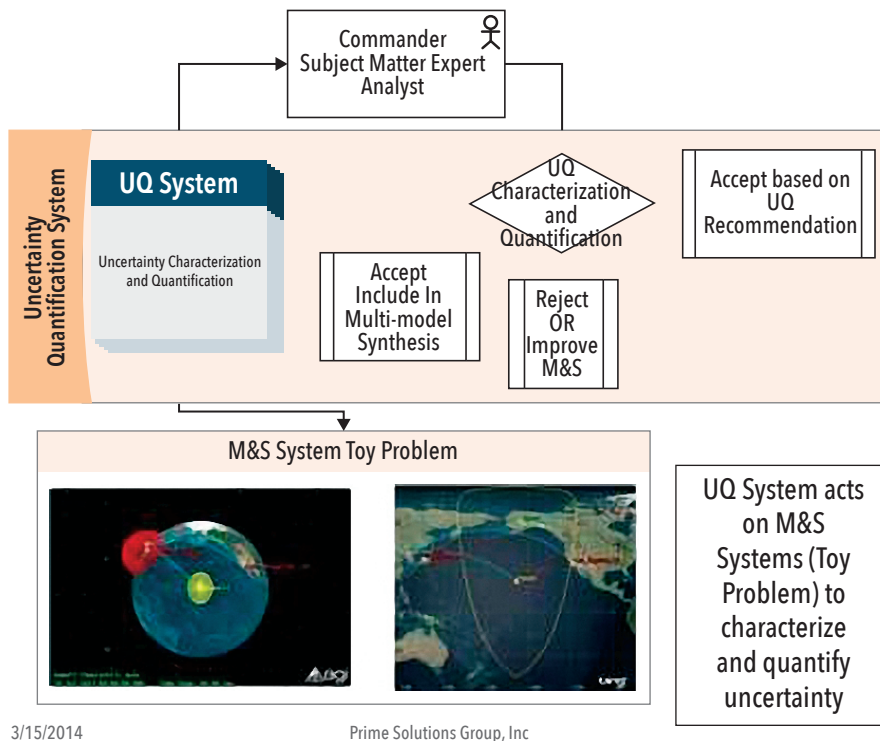 Commander
Subject Matter Expert
Analyst
Uncertainty
Quantification System
UQ System
Uncertainty Characterization
and Quantification
Accept
Include In
Multi-model
Synthesis
UQ
Characterization
and
Quantification
Reject
OR
Improve
M&S
Accept based on
UQ
Recommendation
M&S System Toy Problem
UQ System acts
on M&S
Systems (Toy
Problem) to
characterize
and quantify
uncertainty
3/15/2014
Prime Solutions Group, Inc